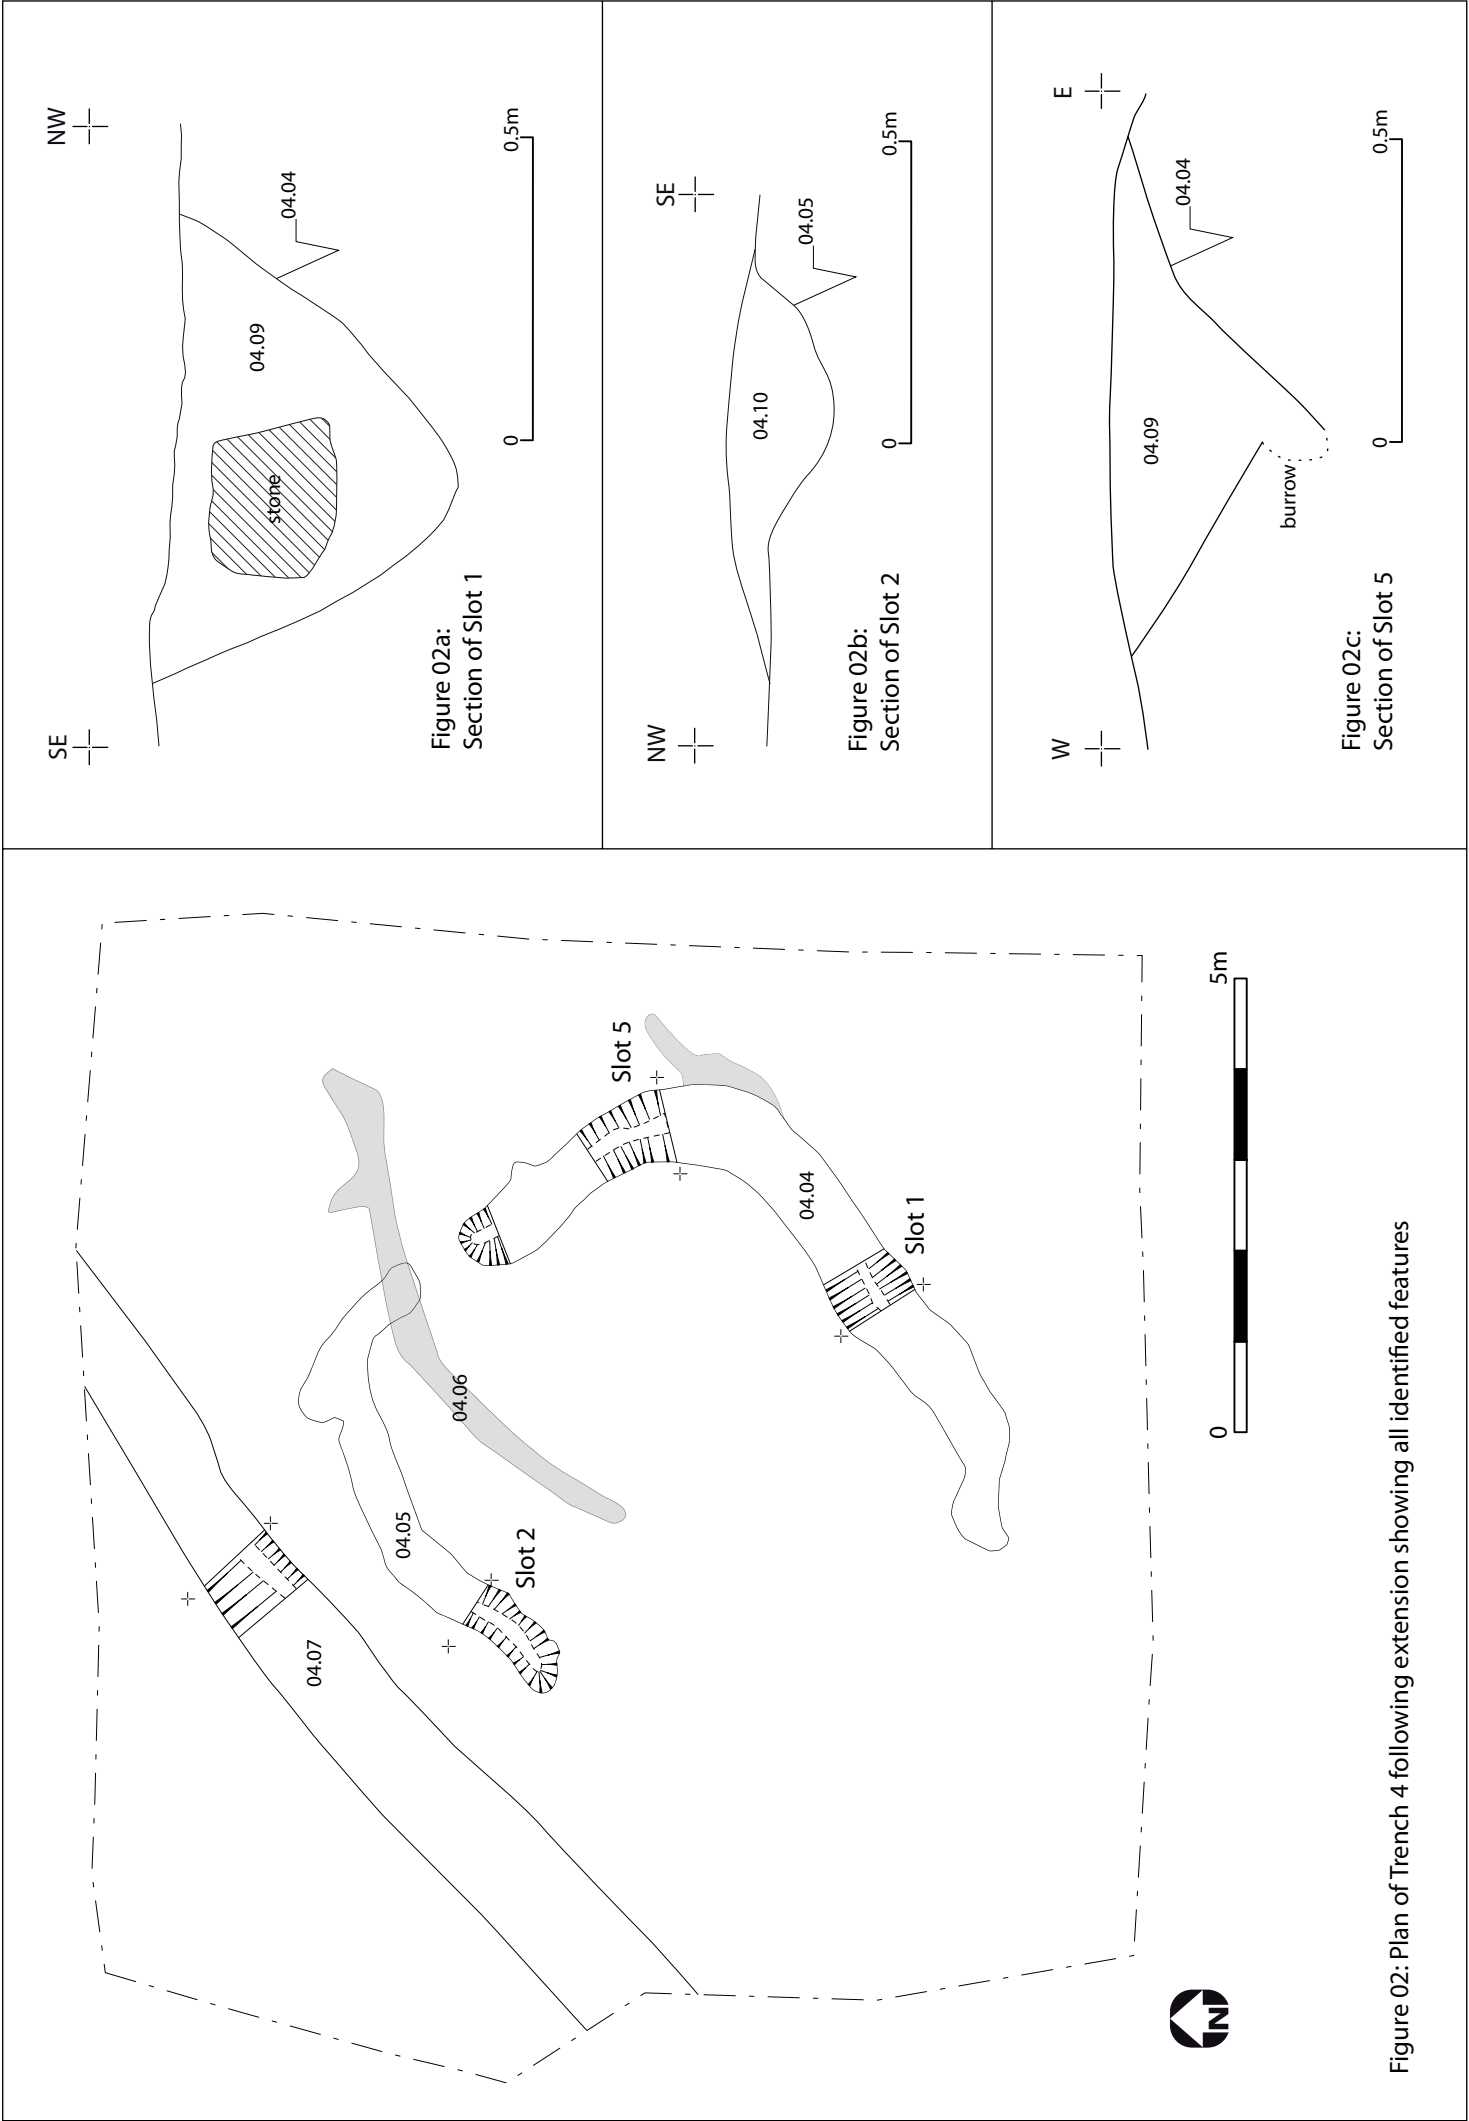 04.07
04.05
04.06
Slot 2
Slot 5
04.04
Slot 1
0
5m
N
Figure 02: Plan of Trench 4 following extension showing all identified features
SE
NW
stone
04.09
04.04
0
0.5m
Figure 02a:
Section of Slot 1
NW
SE
04.10
04.05
0
0.5m
Figure 02b:
Section of Slot 2
W
E
04.09
04.04
burrow
0
0.5m
Figure 02c:
Section of Slot 5